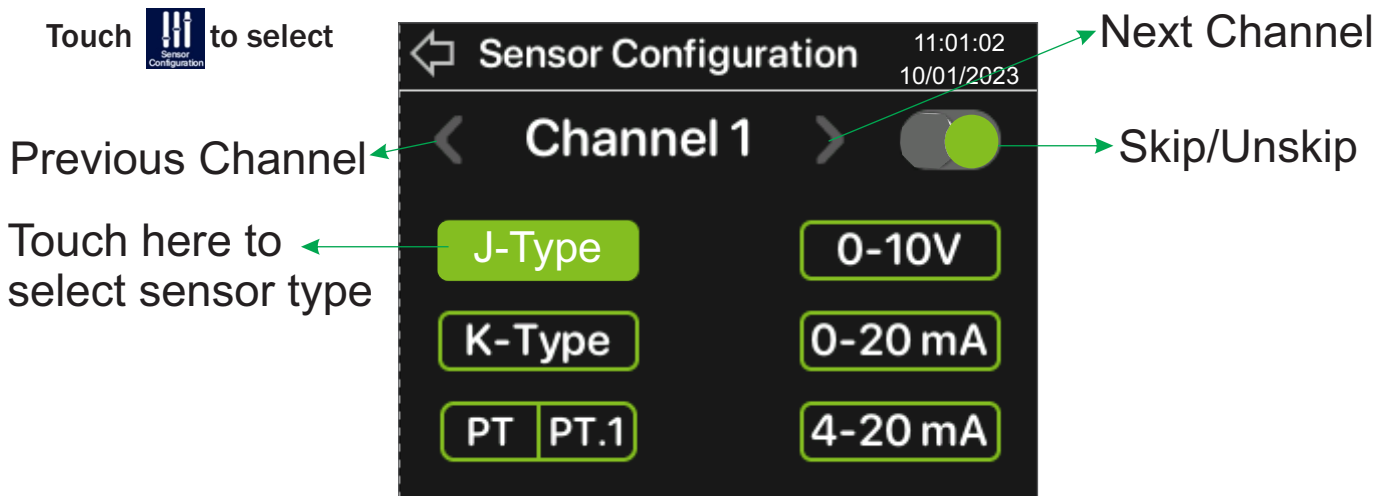 Touch Sensor Configuration to select
Sensor Configuration
11:01:02
10/01/2023
Next Channel
Previous Channel
Channel 1
Skip/Unskip
Touch here to
select sensor type
J-Type
0-10V
K-Type
0-20 mA
PT PT.1
4-20 mA